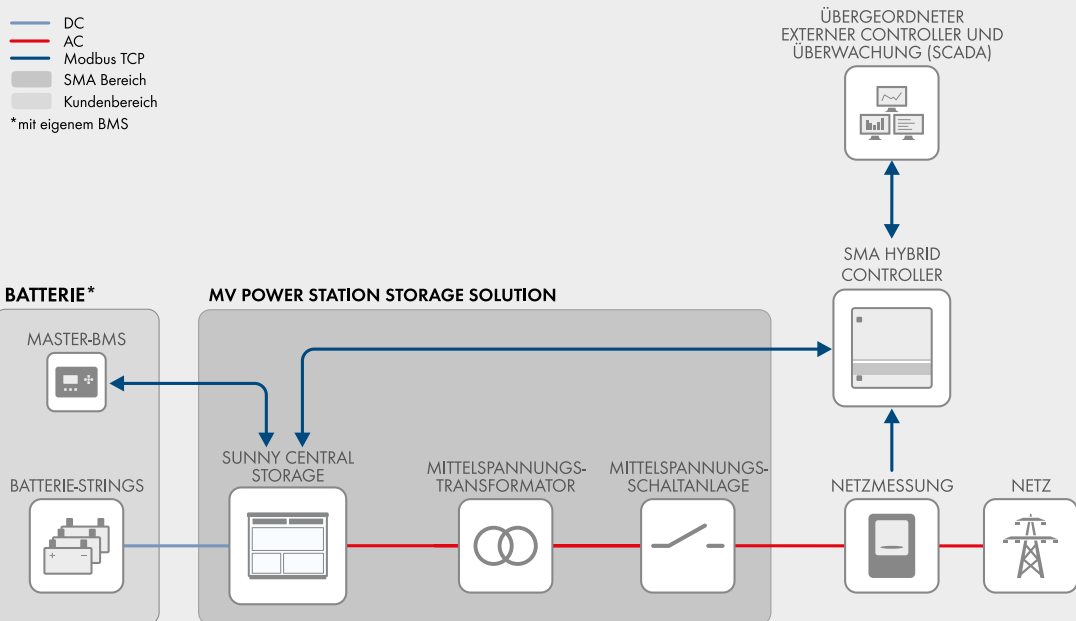 DC
AC
Modbus TCP
SMA Bereich
Kundenbereich
*mit eigenem BMS
ÜBERGEORDNETER
EXTERNER CONTROLLER UND
ÜBERWACHUNG (SCADA)
SMA HYBRID
CONTROLLER
BATTERIE*
MV POWER STATION STORAGE SOLUTION
MASTER-BMS
SUNNY CENTRAL
STORAGE
MITTELSPANNUNGS-
TRANSFORMATOR
MITTELSPANNUNGS-
SCHALTANLAGE
BATTERIE-STRINGS
NETZMESSUNG
NETZ